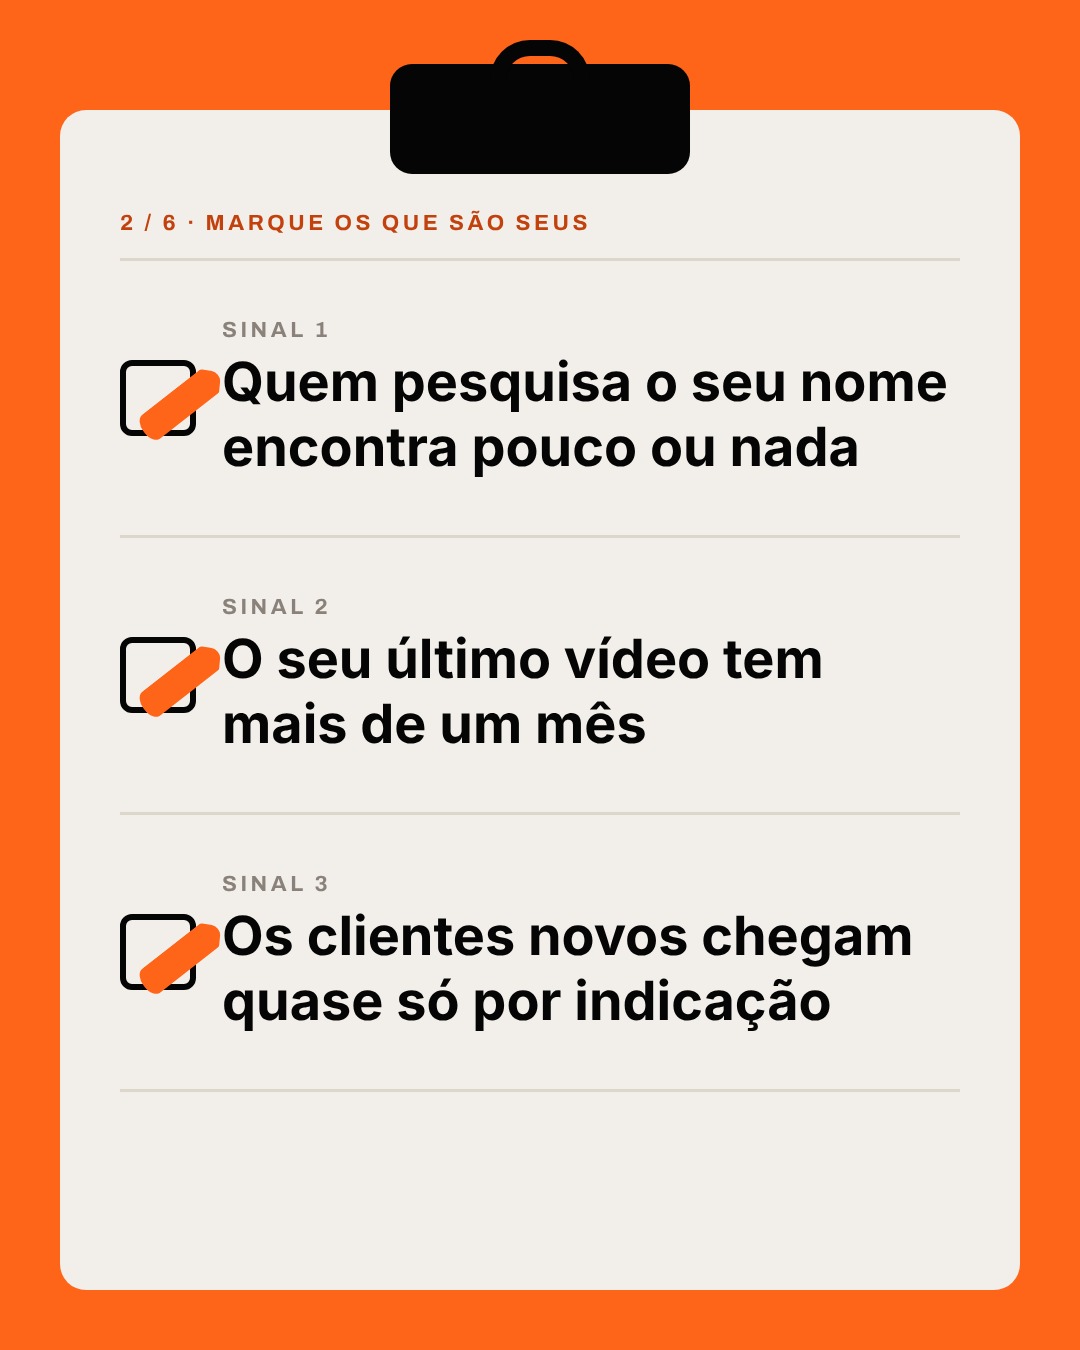 2 / 6 · MARQUE OS QUE SÃO SEUS
SINAL 1
Quem pesquisa o seu nome
encontra pouco ou nada
SINAL 2
O seu último vídeo tem
mais de um mês
SINAL 3
Os clientes novos chegam
quase só por indicação